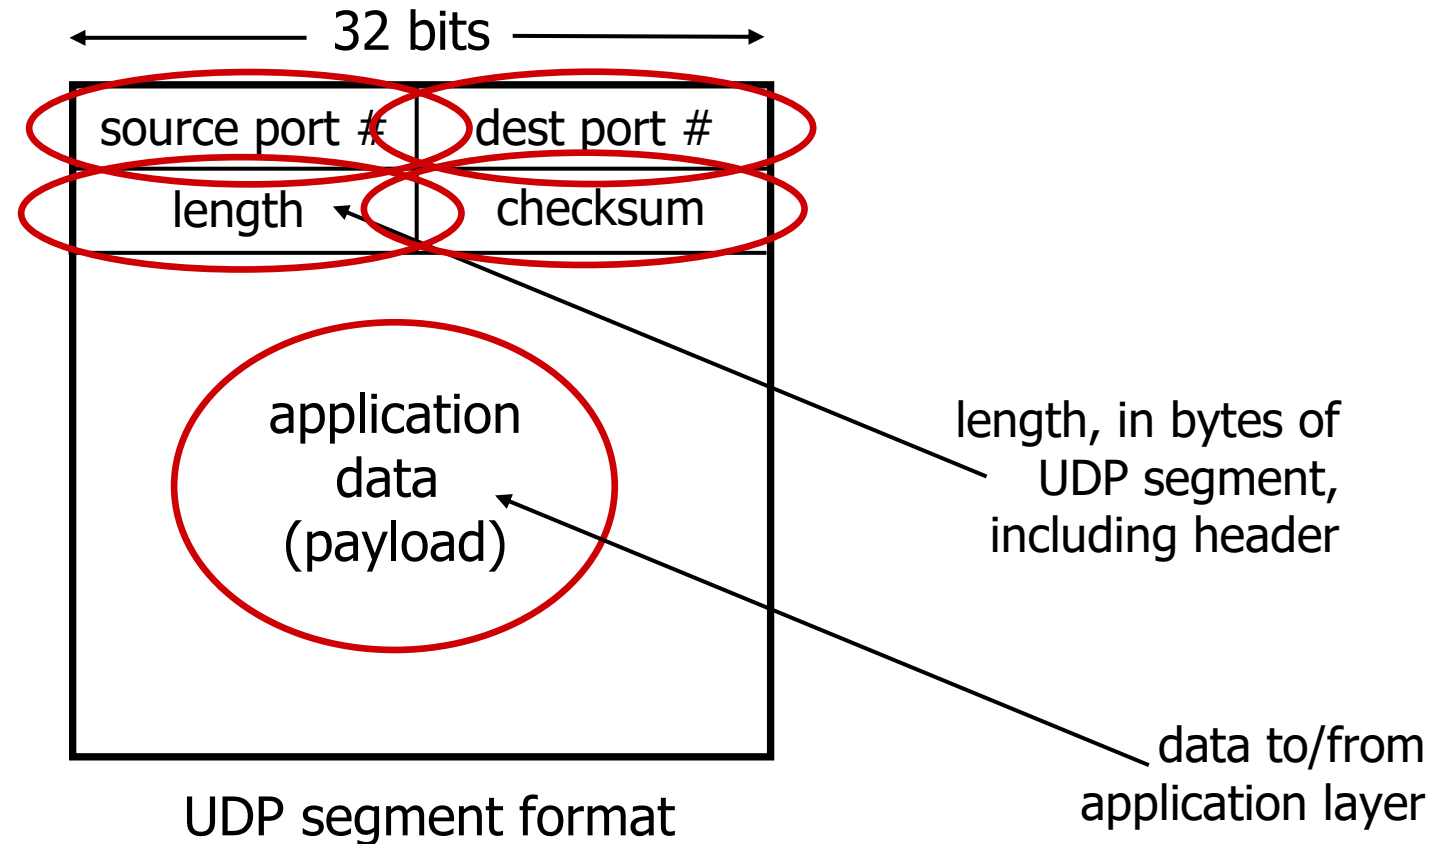 32 bits
source port # dest port #
length checksum
application
data
(payload)
length, in bytes of
UDP segment,
including header
data to/from
application layer
UDP segment format